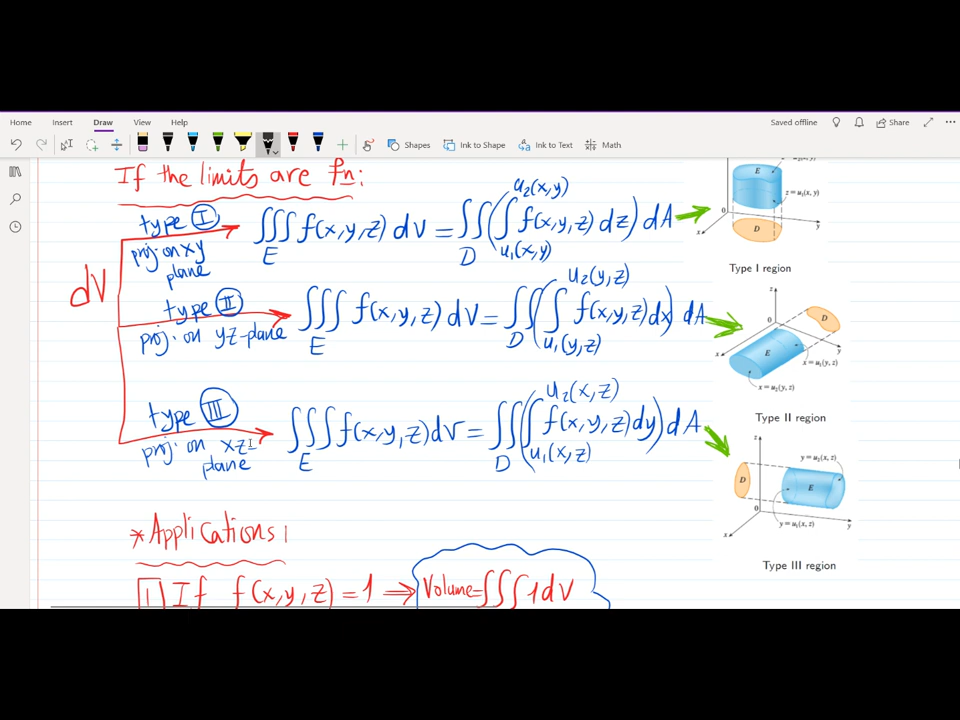 Home Insert Draw View Help
Saved offline Share
Shapes Ink to Shape Ink to Text Math
If the limits are fn:
type I ∭_E f(x,y,z) dV = ∬_D (∫_{u₁(x,y)}^{u₂(x,y)} f(x,y,z) dz) dA
proj. on xy
plane
dV
type II ∭_E f(x,y,z) dV = ∬_D (∫_{u₁(y,z)}^{u₂(y,z)} f(x,y,z) dx) dA
proj. on yz-plane
type III ∭_E f(x,y,z) dV = ∬_D (∫_{u₁(x,z)}^{u₂(x,z)} f(x,y,z) dy) dA
proj. on xz
plane
*Applications:
1 If f(x,y,z) = 1 ⇒ Volume = ∭ 1 dV
E
z = u₁(x, y)
0
D
x
y
Type I region
z
0
D
E
y
x
x = u₁(y, z)
x = u₂(y, z)
Type II region
z
y = u₂(x, z)
D
E
0
y = u₁(x, z)
y
x
Type III region